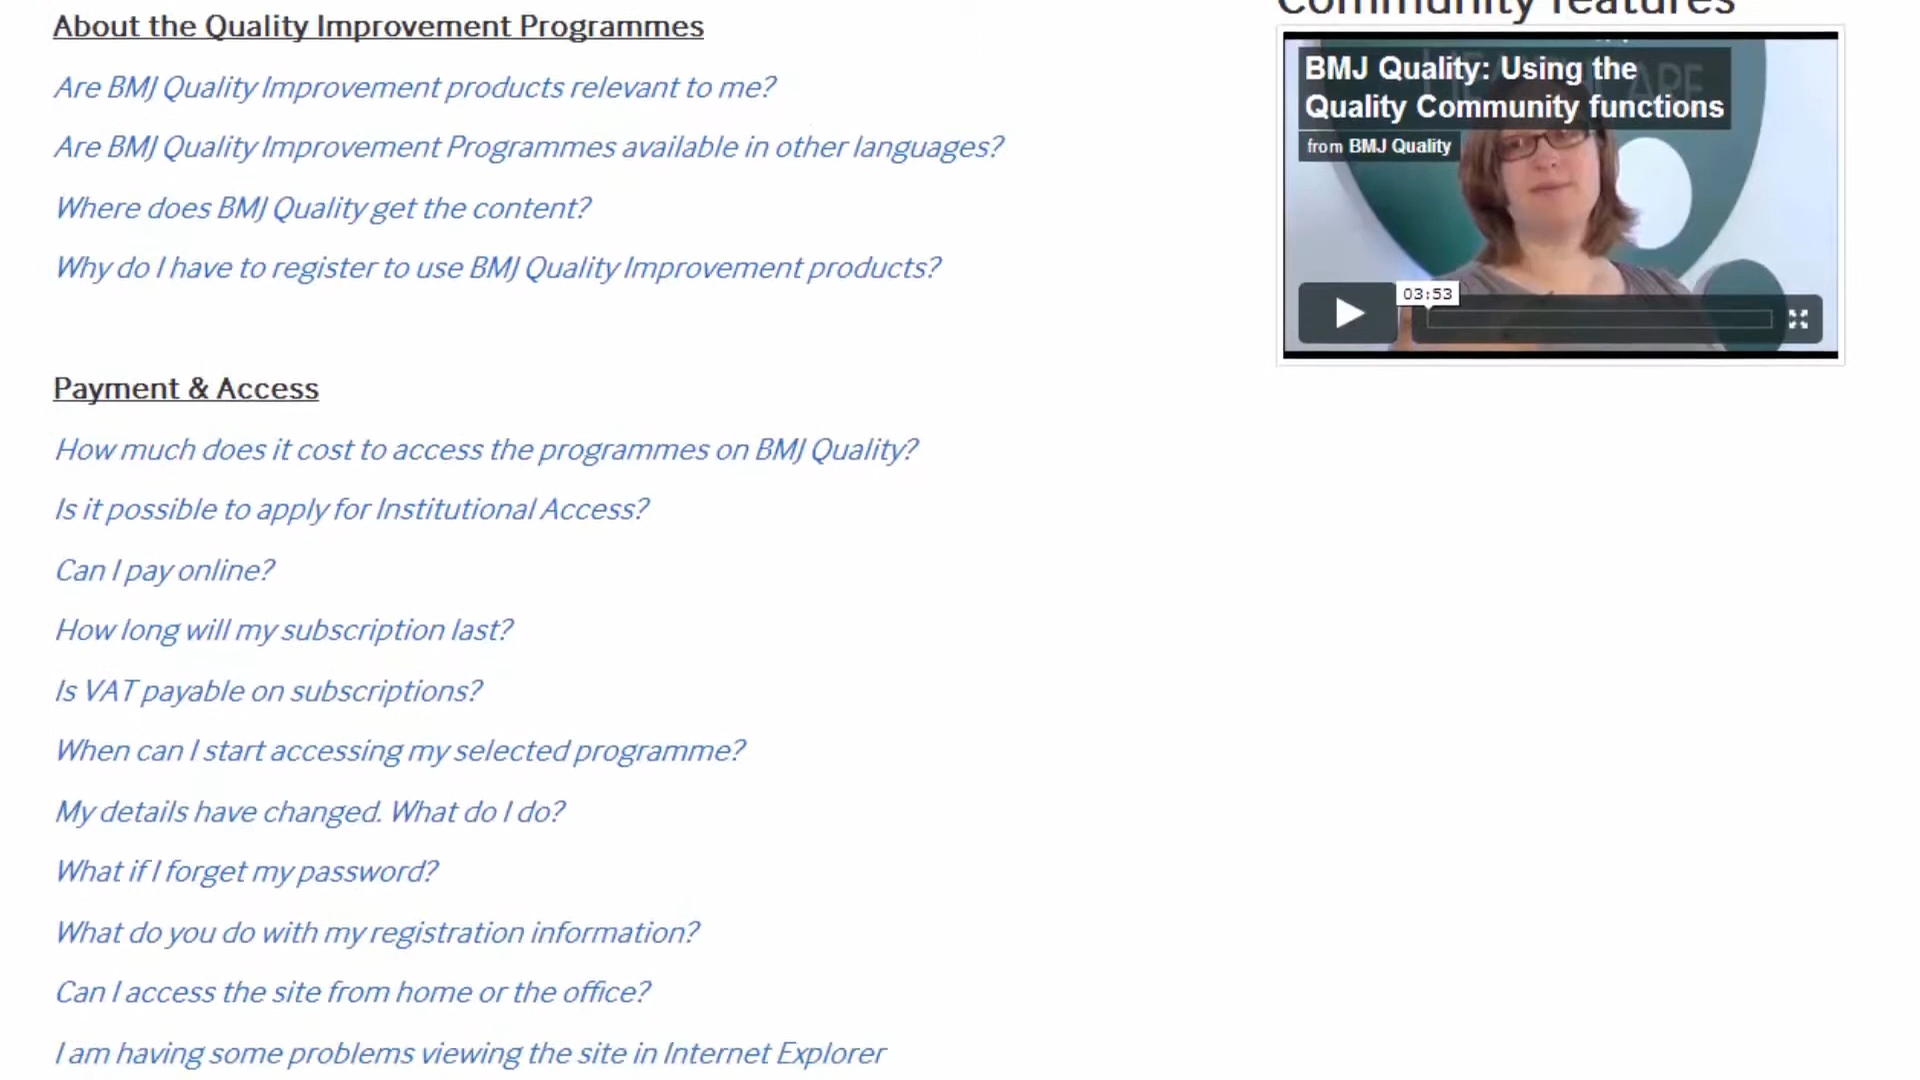 About the Quality Improvement Programmes
Are BMJ Quality Improvement products relevant to me?
Are BMJ Quality Improvement Programmes available in other languages?
Where does BMJ Quality get the content?
Why do I have to register to use BMJ Quality Improvement products?
Payment & Access
How much does it cost to access the programmes on BMJ Quality?
Is it possible to apply for Institutional Access?
Can I pay online?
How long will my subscription last?
Is VAT payable on subscriptions?
When can I start accessing my selected programme?
My details have changed. What do I do?
What if I forget my password?
What do you do with my registration information?
Can I access the site from home or the office?
I am having some problems viewing the site in Internet Explorer
Community features
BMJ Quality: Using the
Quality Community functions
from BMJ Quality
03:53